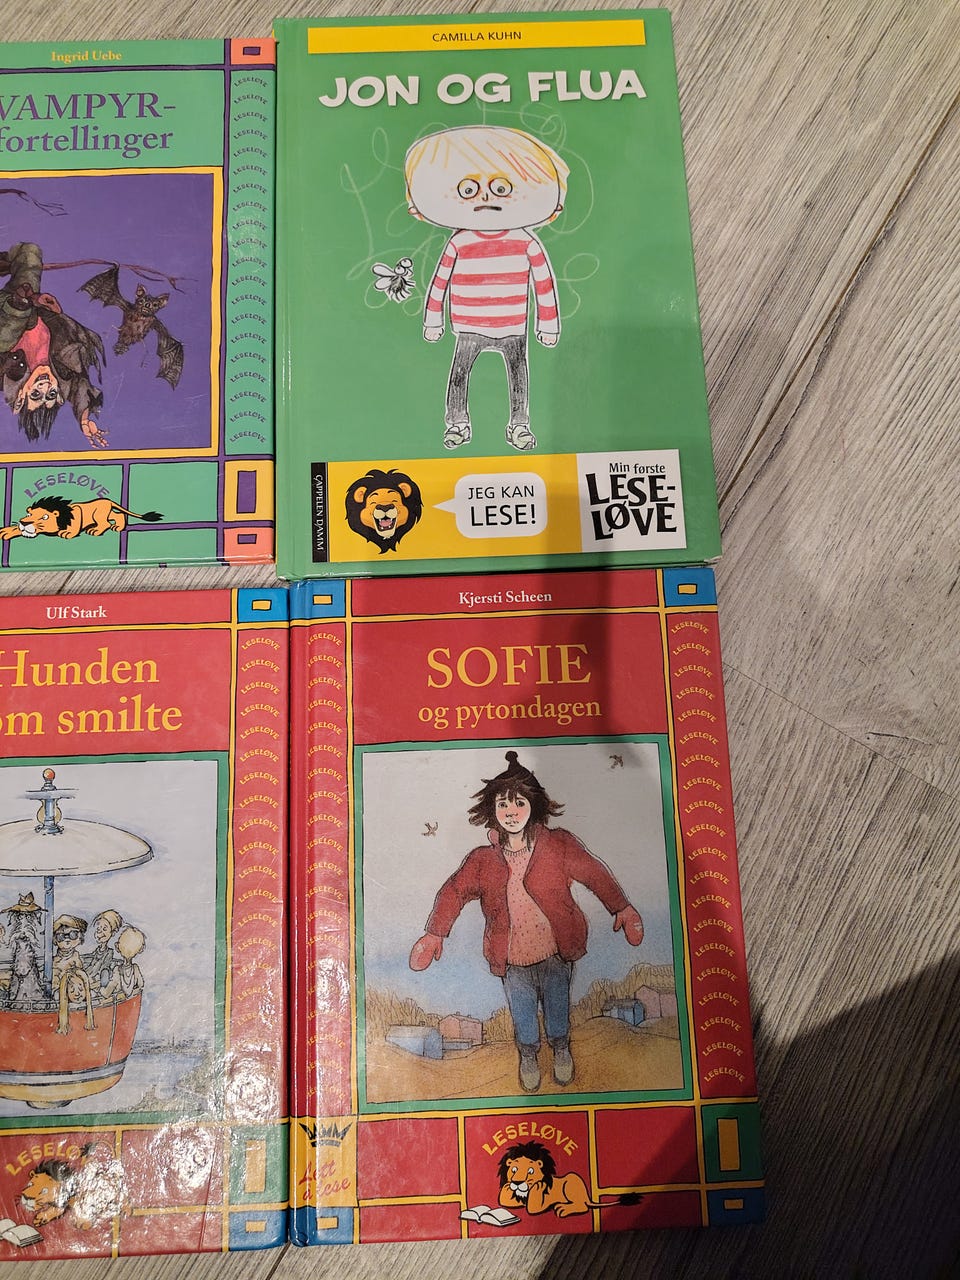 Ingrid Uebe
VAMPYR-
fortellinger
LESELØVE
CAMILLA KUHN
JON OG FLUA
CAPPELEN DAMM
JEG KAN
LESE!
Min første
LESE-
LØVE
Ulf Stark
Hunden
om smilte
LESELØVE
Kjersti Scheen
SOFIE
og pytondagen
DAMM
Lett
å lese
LESELØVE